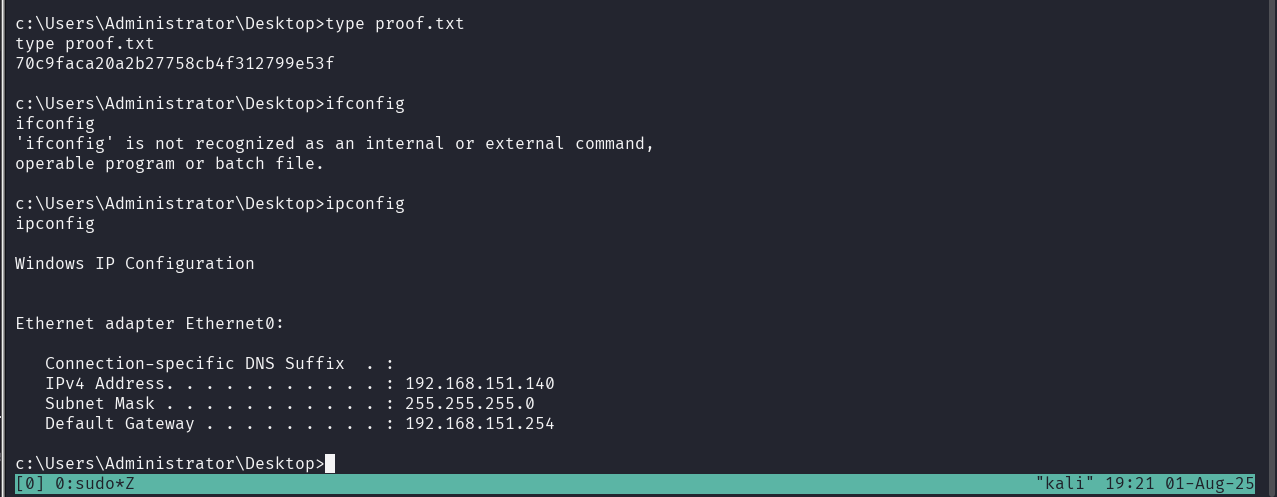 c:\Users\Administrator\Desktop>type proof.txt
type proof.txt
70c9faca20a2b27758cb4f312799e53f
c:\Users\Administrator\Desktop>ifconfig
ifconfig
'ifconfig' is not recognized as an internal or external command,
operable program or batch file.
c:\Users\Administrator\Desktop>ipconfig
ipconfig
Windows IP Configuration
Ethernet adapter Ethernet0:
   Connection-specific DNS Suffix  . :
   IPv4 Address. . . . . . . . . . . : 192.168.151.140
   Subnet Mask . . . . . . . . . . . : 255.255.255.0
   Default Gateway . . . . . . . . . : 192.168.151.254
c:\Users\Administrator\Desktop>
[0] 0:sudo*Z "kali" 19:21 01-Aug-25